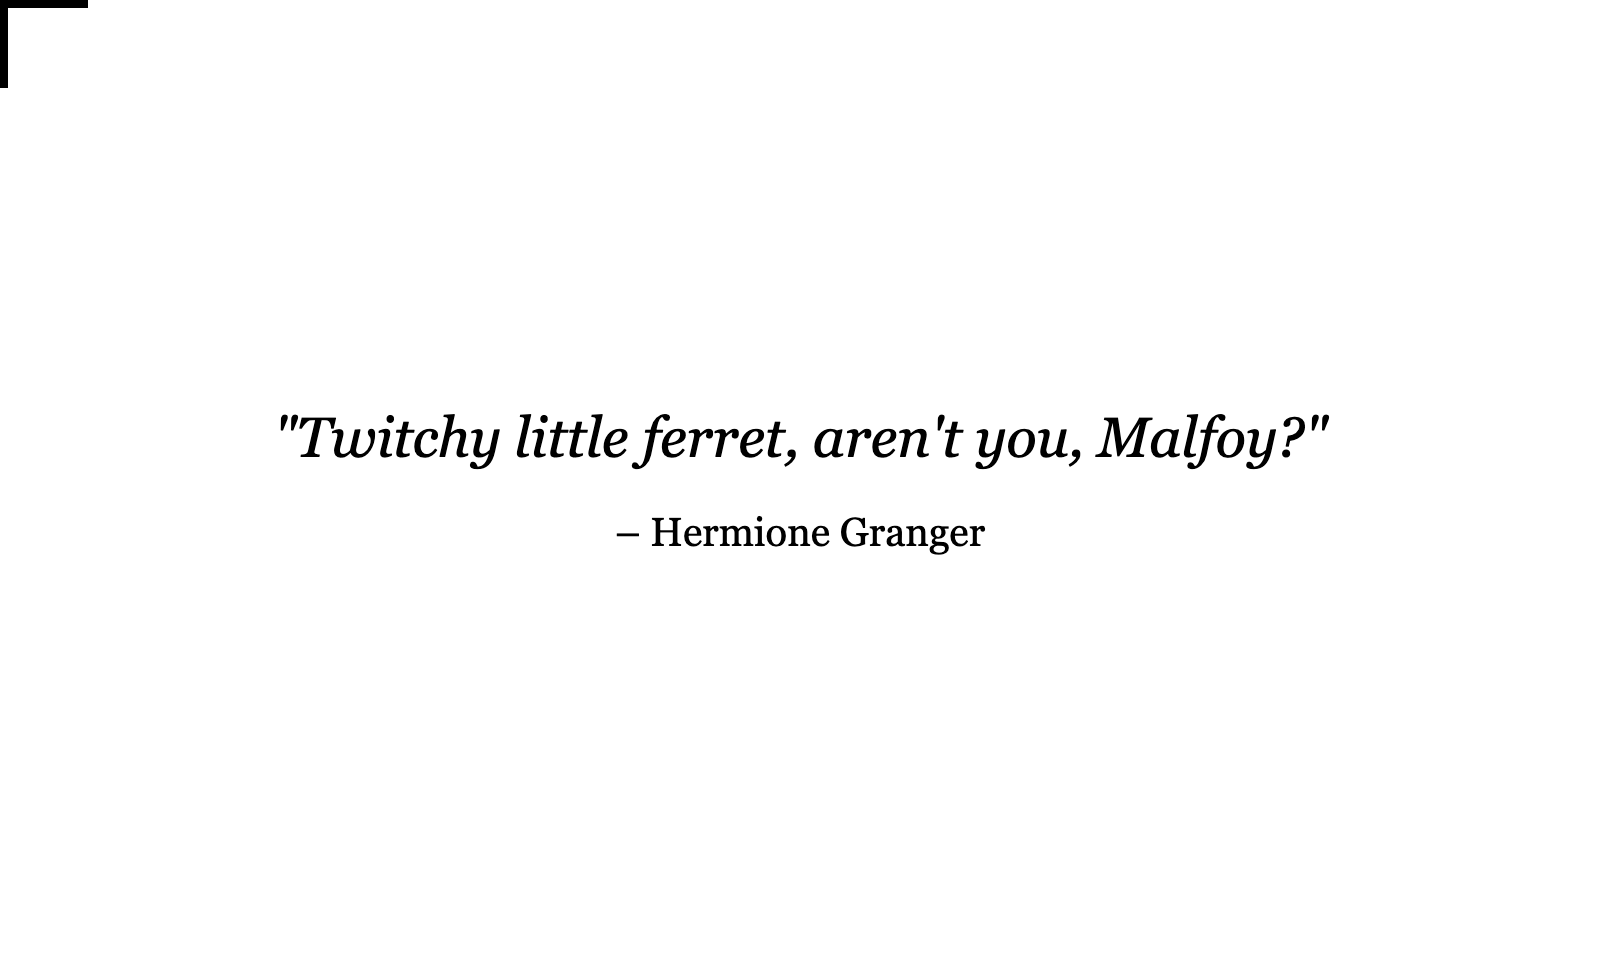 "Twitchy little ferret, aren't you, Malfoy?"
– Hermione Granger